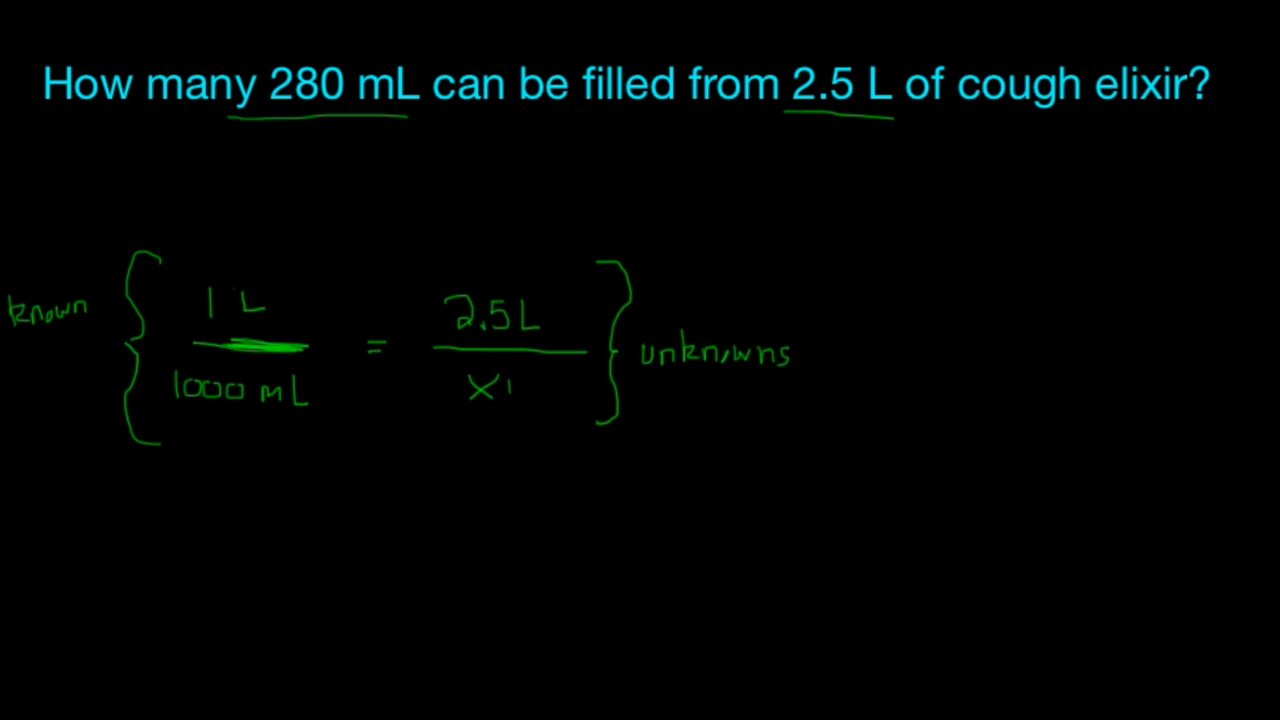 How many 280 mL can be filled from 2.5 L of cough elixir?
known
1 L
1000 mL
=
2.5 L
X
unknowns